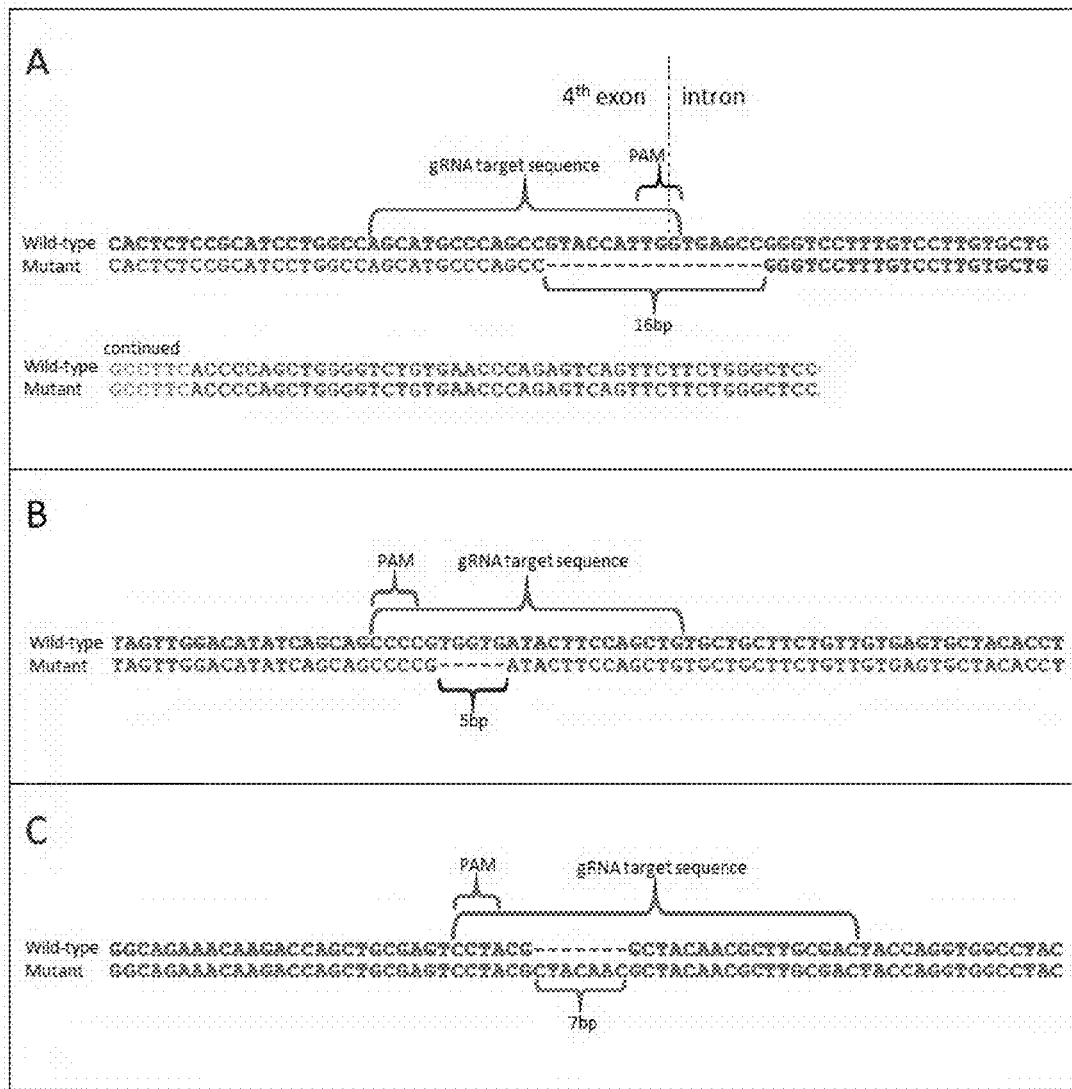 A
4th exon intron
PAM
gRNA target sequence
Wild-type CACTCTCCGCATCCTGGCCAGCATGCCCAGCCGTACCATTGGTGAGCCGGGTCCTTTGTCCTTGTGCTG
Mutant CACTCTCCGCATCCTGGCCAGCATGCCCAGCC----------------GGGTCCTTTGTCCTTGTGCTG
16bp
continued
Wild-type GCCTTCACCCCAGCTGGGGTCTGTGAACCCAGAGTCAGTTCTTCTGGGCTCC
Mutant GCCTTCACCCCAGCTGGGGTCTGTGAACCCAGAGTCAGTTCTTCTGGGCTCC
B
PAM gRNA target sequence
Wild-type TAGTTGGACATATCAGCAGCCCCGTGGTGATACTTCCAGCTGTGCTGCTTCTGTTGTGAGTGCTACACCT
Mutant TAGTTGGACATATCAGCAGCCCCG-----ATACTTCCAGCTGTGCTGCTTCTGTTGTGAGTGCTACACCT
5bp
C
PAM gRNA target sequence
Wild-type GGCAGAAACAAGACCAGCTGCGAGTCCTACG-------GCTACAACGCTTGCGACTACCAGGTGGCCTAC
Mutant GGCAGAAACAAGACCAGCTGCGAGTCCTACGCTACAACGCTACAACGCTTGCGACTACCAGGTGGCCTAC
7bp